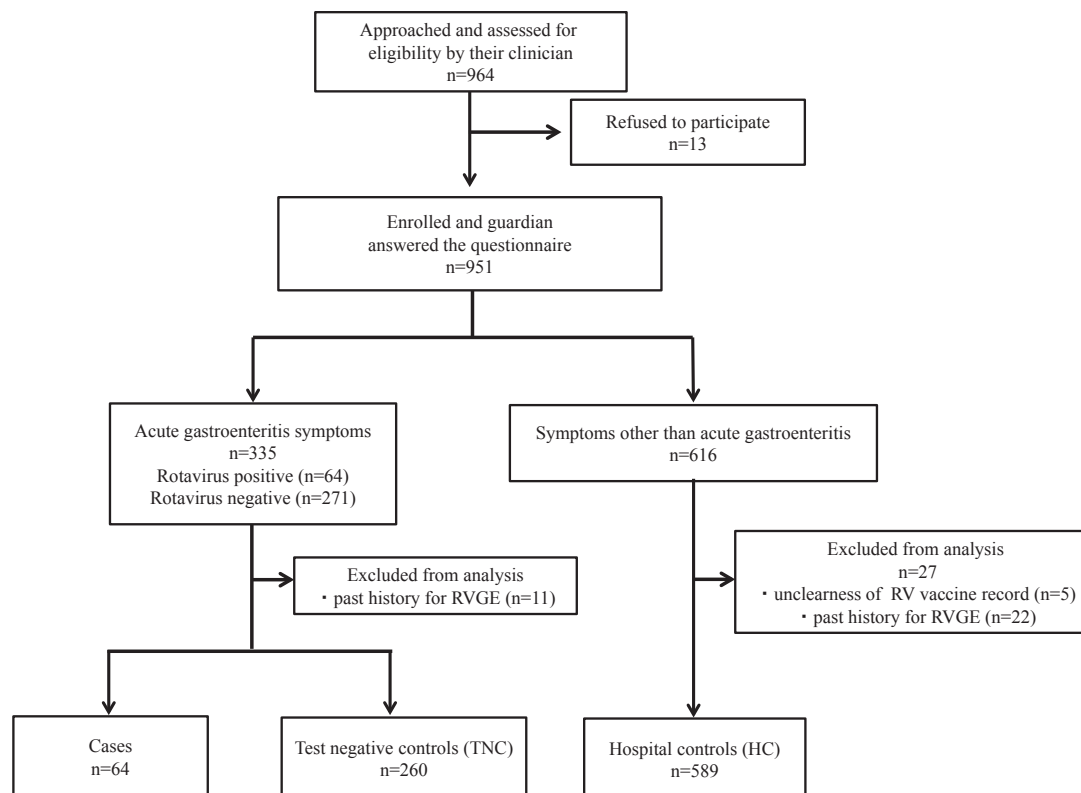 Approached and assessed for
eligibility by their clinician
n=964
Refused to participate
n=13
Enrolled and guardian
answered the questionnaire
n=951
Acute gastroenteritis symptoms
n=335
Rotavirus positive (n=64)
Rotavirus negative (n=271)
Symptoms other than acute gastroenteritis
n=616
Excluded from analysis
・past history for RVGE (n=11)
Excluded from analysis
n=27
・unclearness of RV vaccine record (n=5)
・past history for RVGE (n=22)
Cases
n=64
Test negative controls (TNC)
n=260
Hospital controls (HC)
n=589